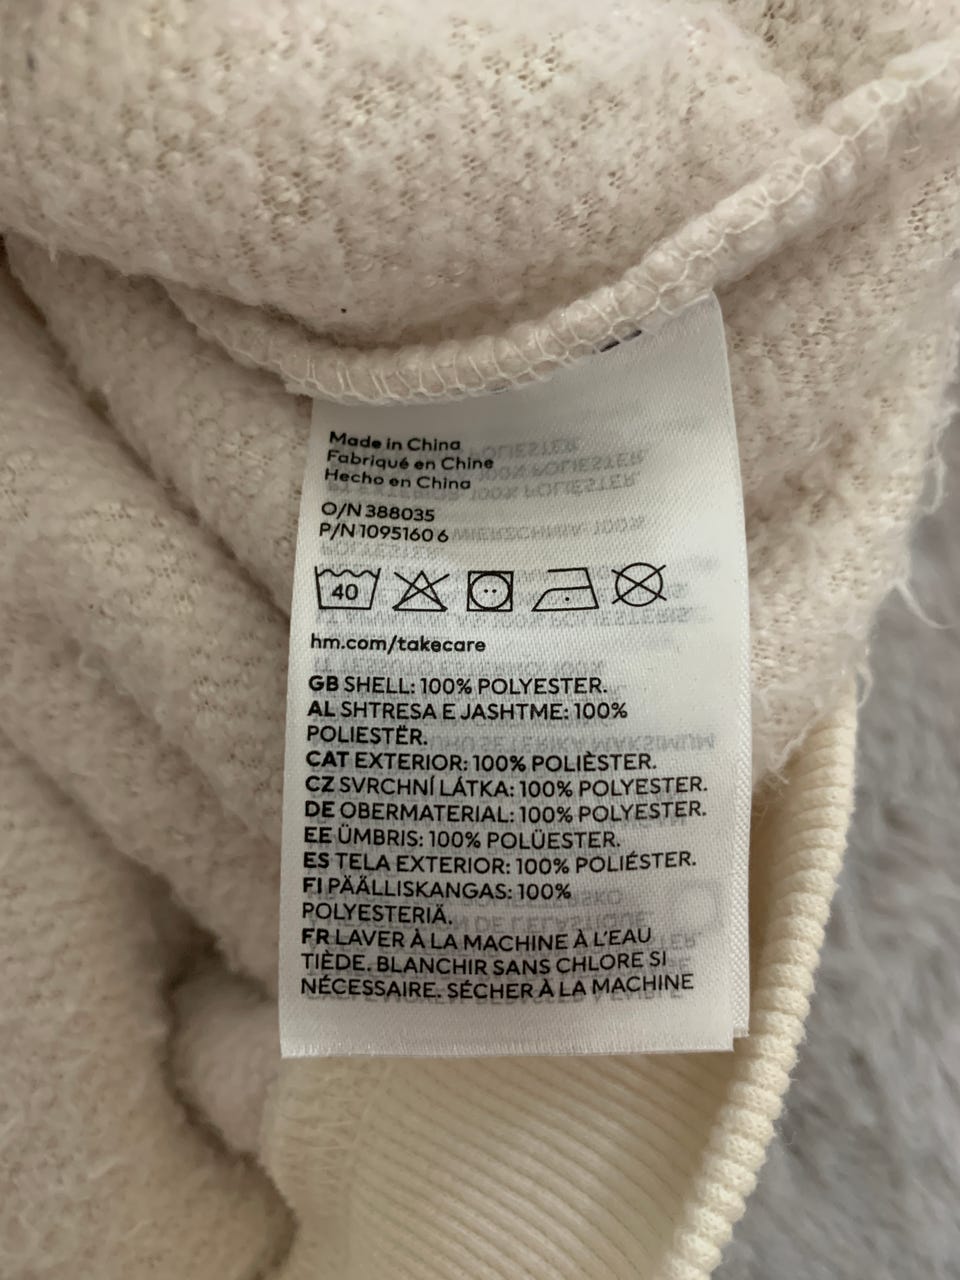 Made in China
Fabriqué en Chine
Hecho en China
O/N 388035
P/N 1095160 6
40
hm.com/takecare
GB SHELL: 100% POLYESTER.
AL SHTRESA E JASHTME: 100%
POLIESTËR.
CAT EXTERIOR: 100% POLIÈSTER.
CZ SVRCHNÍ LÁTKA: 100% POLYESTER.
DE OBERMATERIAL: 100% POLYESTER.
EE ÜMBRIS: 100% POLÜESTER.
ES TELA EXTERIOR: 100% POLIÉSTER.
FI PÄÄLLISKANGAS: 100%
POLYESTERIÄ.
FR LAVER À LA MACHINE À L'EAU
TIÈDE. BLANCHIR SANS CHLORE SI
NÉCESSAIRE. SÉCHER À LA MACHINE